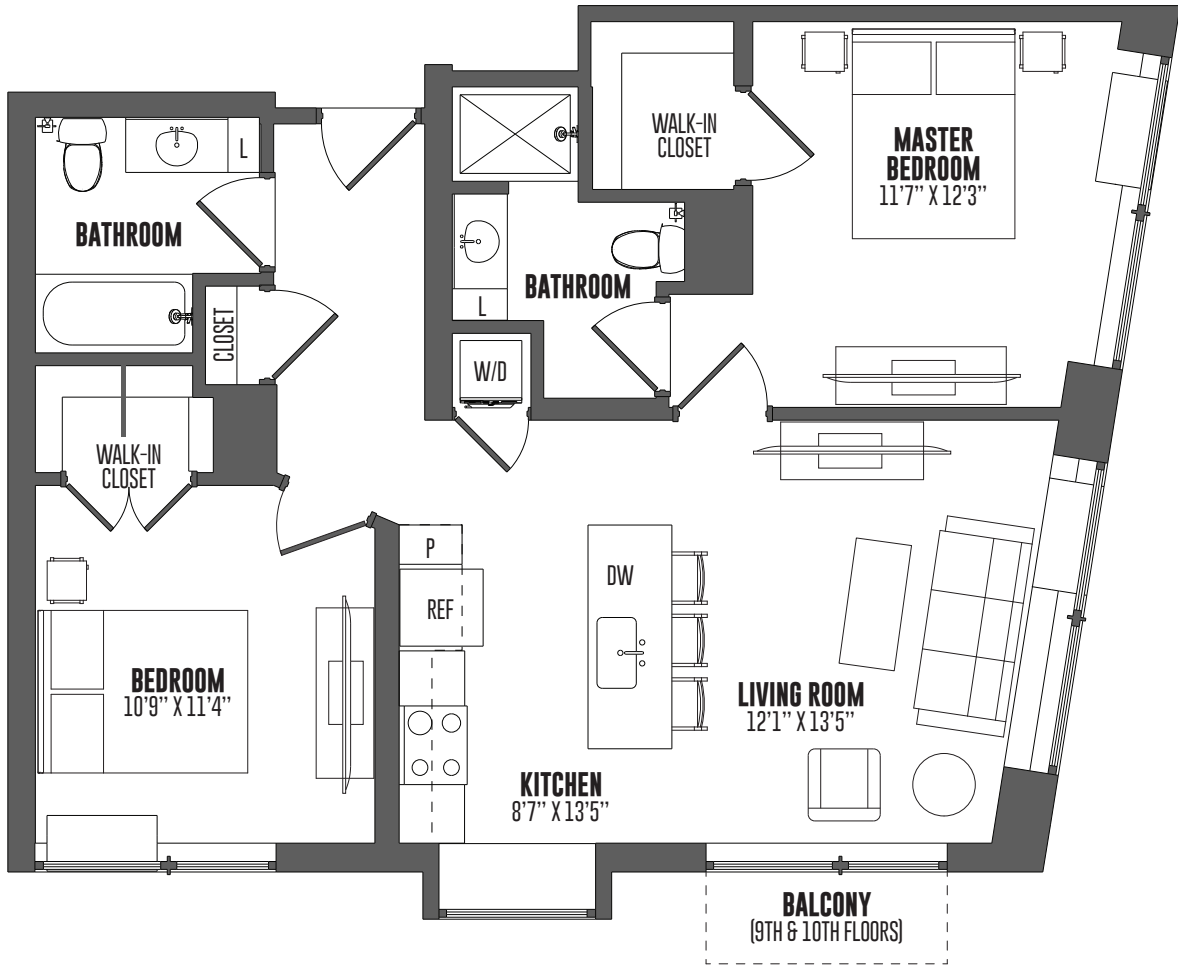 WALK-IN
CLOSET
MASTER
BEDROOM
11'7" X 12'3"
L
BATHROOM
BATHROOM
L
CLOSET
W/D
WALK-IN
CLOSET
P
REF
DW
BEDROOM
10'9" X 11'4"
LIVING ROOM
12'1" X 13'5"
KITCHEN
8'7" X 13'5"
BALCONY
(9TH & 10TH FLOORS)